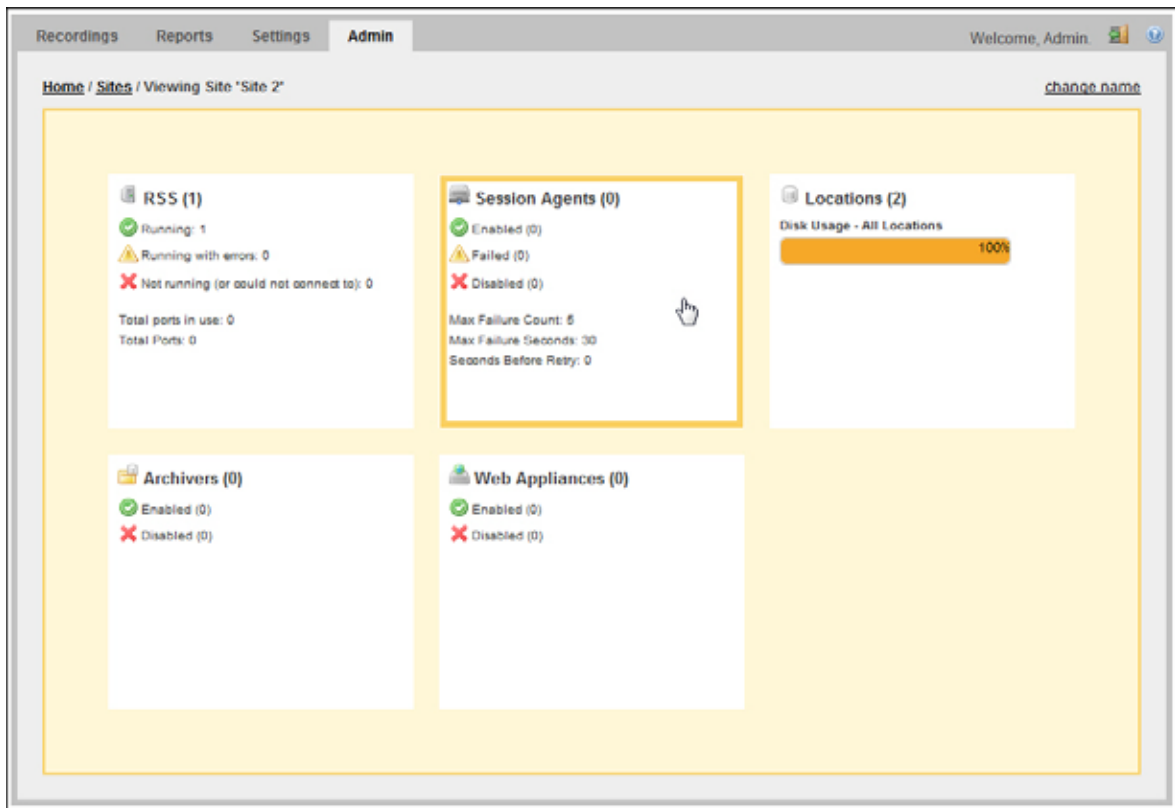 Recordings Reports Settings Admin Welcome, Admin.
Home / Sites / Viewing Site "Site 2" change name
RSS (1)
Running: 1
Running with errors: 0
Not running (or could not connect to): 0
Total ports in use: 0
Total Ports: 0
Session Agents (0)
Enabled (0)
Failed (0)
Disabled (0)
Max Failure Count: 5
Max Failure Seconds: 30
Seconds Before Retry: 0
Locations (2)
Disk Usage - All Locations
100%
Archivers (0)
Enabled (0)
Disabled (0)
Web Appliances (0)
Enabled (0)
Disabled (0)